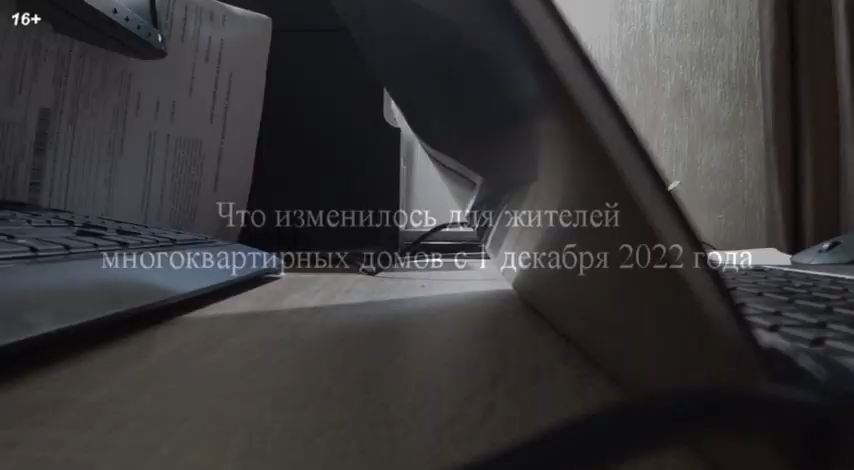 16+
Что изменилось для жителей
многоквартирных домов с 1 декабря 2022 года